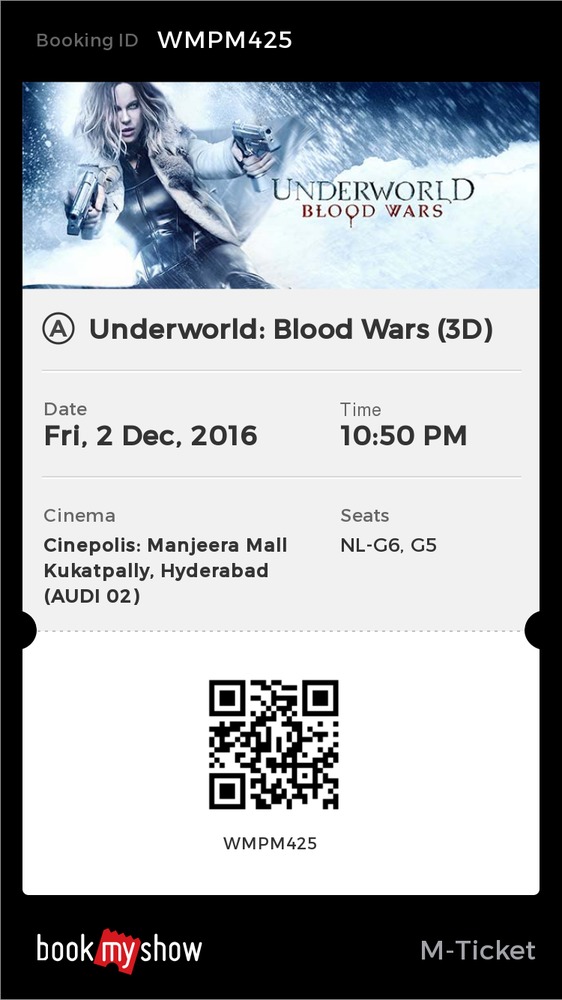 Booking ID WMPM425
UNDERWORLD
BLOOD WARS
A Underworld: Blood Wars (3D)
Date Time
Fri, 2 Dec, 2016 10:50 PM
Cinema Seats
Cinepolis: Manjeera Mall NL-G6, G5
Kukatpally, Hyderabad
(AUDI 02)
WMPM425
bookmyshow M-Ticket